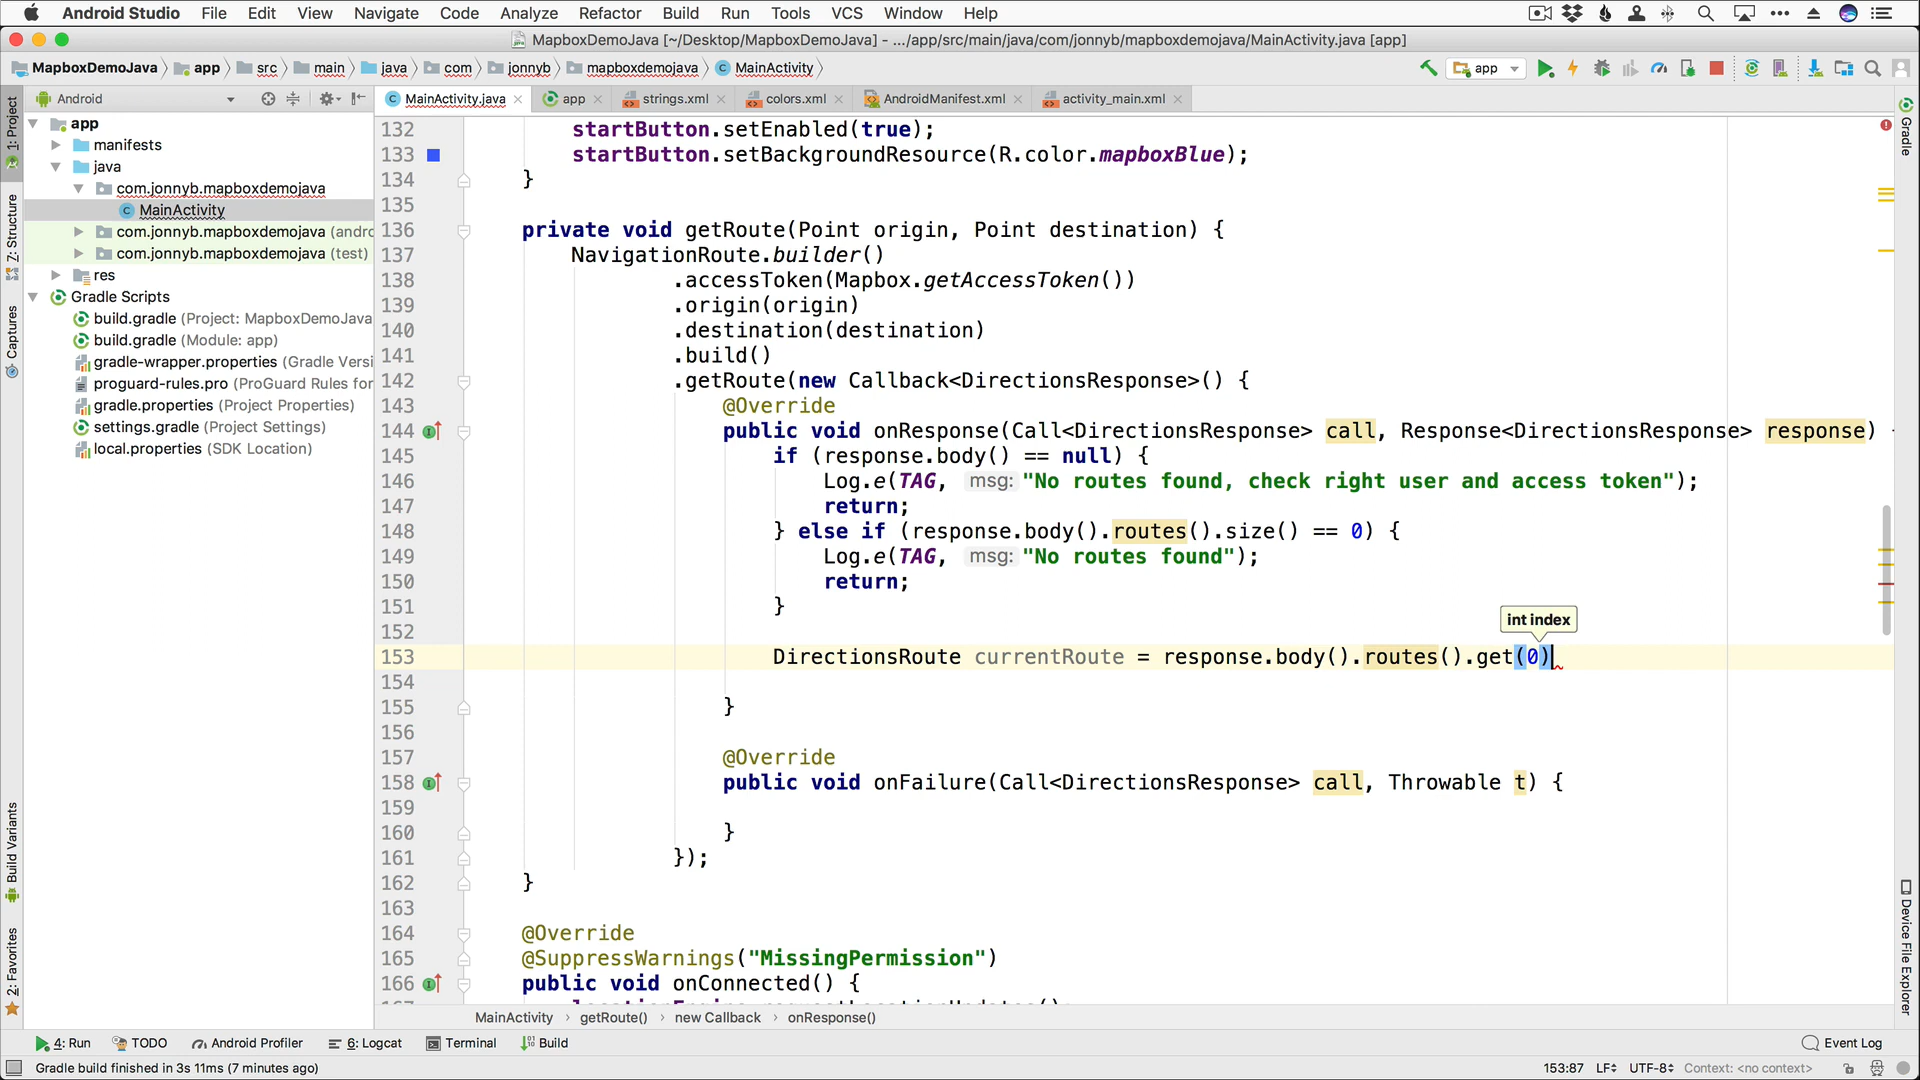 Android Studio File Edit View Navigate Code Analyze Refactor Build Run Tools VCS Window Help
MapboxDemoJava [~/Desktop/MapboxDemoJava] - .../app/src/main/java/com/jonnyb/mapboxdemojava/MainActivity.java [app]
MapboxDemoJava app src main java com jonnyb mapboxdemojava MainActivity app
Android MainActivity.java app strings.xml colors.xml AndroidManifest.xml activity_main.xml
1: Project
Z: Structure
Captures
Build Variants
2: Favorites
app
manifests
java
com.jonnyb.mapboxdemojava
MainActivity
com.jonnyb.mapboxdemojava (andro
com.jonnyb.mapboxdemojava (test)
res
Gradle Scripts
build.gradle (Project: MapboxDemoJava
build.gradle (Module: app)
gradle-wrapper.properties (Gradle Versi
proguard-rules.pro (ProGuard Rules for
gradle.properties (Project Properties)
settings.gradle (Project Settings)
local.properties (SDK Location)
132 startButton.setEnabled(true);
133 startButton.setBackgroundResource(R.color.mapboxBlue);
134 }
135
136 private void getRoute(Point origin, Point destination) {
137 NavigationRoute.builder()
138 .accessToken(Mapbox.getAccessToken())
139 .origin(origin)
140 .destination(destination)
141 .build()
142 .getRoute(new Callback<DirectionsResponse>() {
143 @Override
144 public void onResponse(Call<DirectionsResponse> call, Response<DirectionsResponse> response) {
145 if (response.body() == null) {
146 Log.e(TAG, msg: "No routes found, check right user and access token");
147 return;
148 } else if (response.body().routes().size() == 0) {
149 Log.e(TAG, msg: "No routes found");
150 return;
151 }
152
int index
153 DirectionsRoute currentRoute = response.body().routes().get(0)
154
155 }
156
157 @Override
158 public void onFailure(Call<DirectionsResponse> call, Throwable t) {
159
160 }
161 });
162 }
163
164 @Override
165 @SuppressWarnings("MissingPermission")
166 public void onConnected() {
MainActivity › getRoute() › new Callback › onResponse()
Gradle
Device File Explorer
4: Run TODO Android Profiler 6: Logcat Terminal Build Event Log
Gradle build finished in 3s 11ms (7 minutes ago) 153:87 LF UTF-8 Context: <no context>